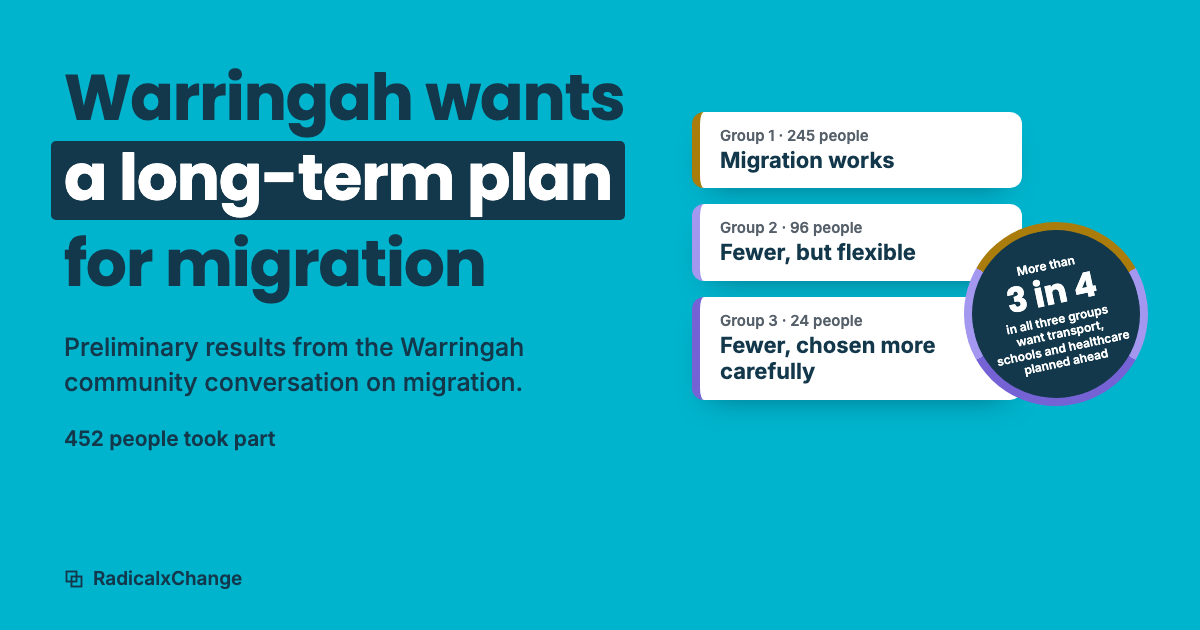 Warringah wants
a long-term plan
for migration
Preliminary results from the Warringah
community conversation on migration.
452 people took part
RadicalxChange
Group 1 · 245 people
Migration works
Group 2 · 96 people
Fewer, but flexible
Group 3 · 24 people
Fewer, chosen more
carefully
More than
3 in 4
in all three groups
want transport,
schools and healthcare
planned ahead